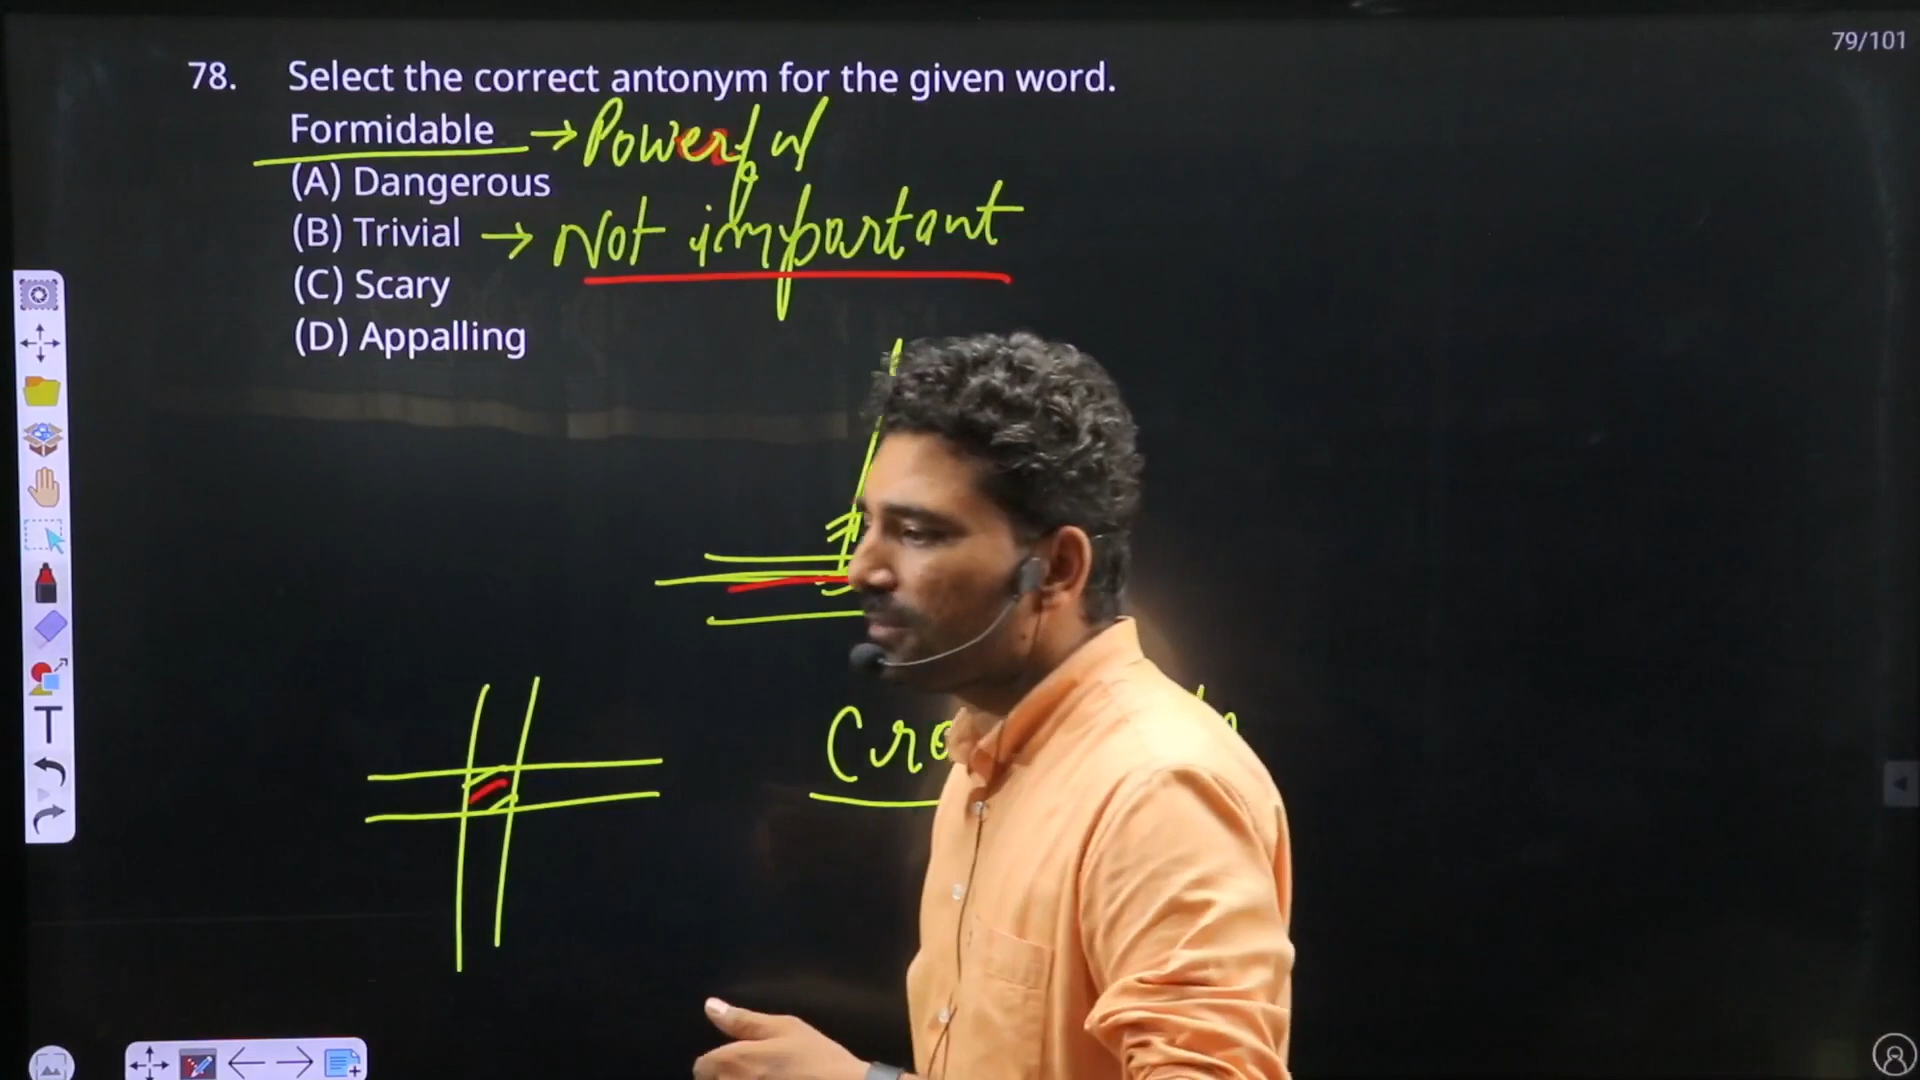 79/101
78. Select the correct antonym for the given word.
Formidable → Powerful
(A) Dangerous
(B) Trivial → Not important
(C) Scary
(D) Appalling
T